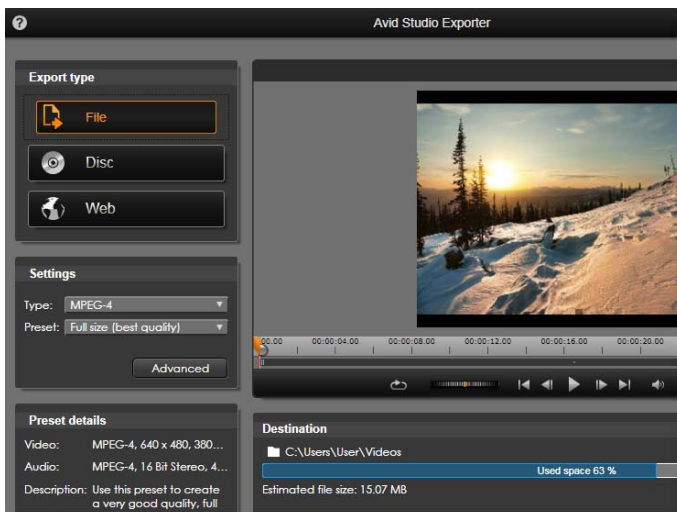 Avid Studio Exporter
Export type
File
Disc
Web
Settings
Type: MPEG-4
Preset: Full size (best quality)
Advanced
Preset details
Video: MPEG-4, 640 x 480, 380...
Audio: MPEG-4, 16 Bit Stereo, 4...
Description: Use this preset to create
a very good quality, full
00.00 00:00:04.00 00:00:08.00 00:00:12.00 00:00:16.00 00:00:20.00
Destination
C:\Users\User\Videos
Used space 63 %
Estimated file size: 15.07 MB